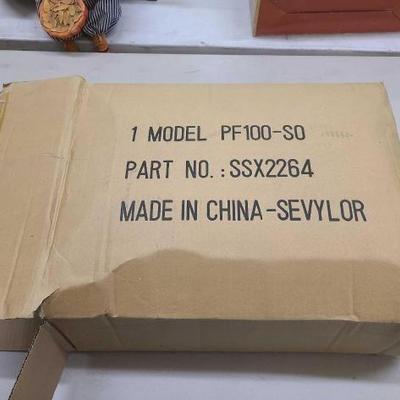 1 MODEL PF100-SO
PART NO.: SSX2264
MADE IN CHINA-SEVYLOR